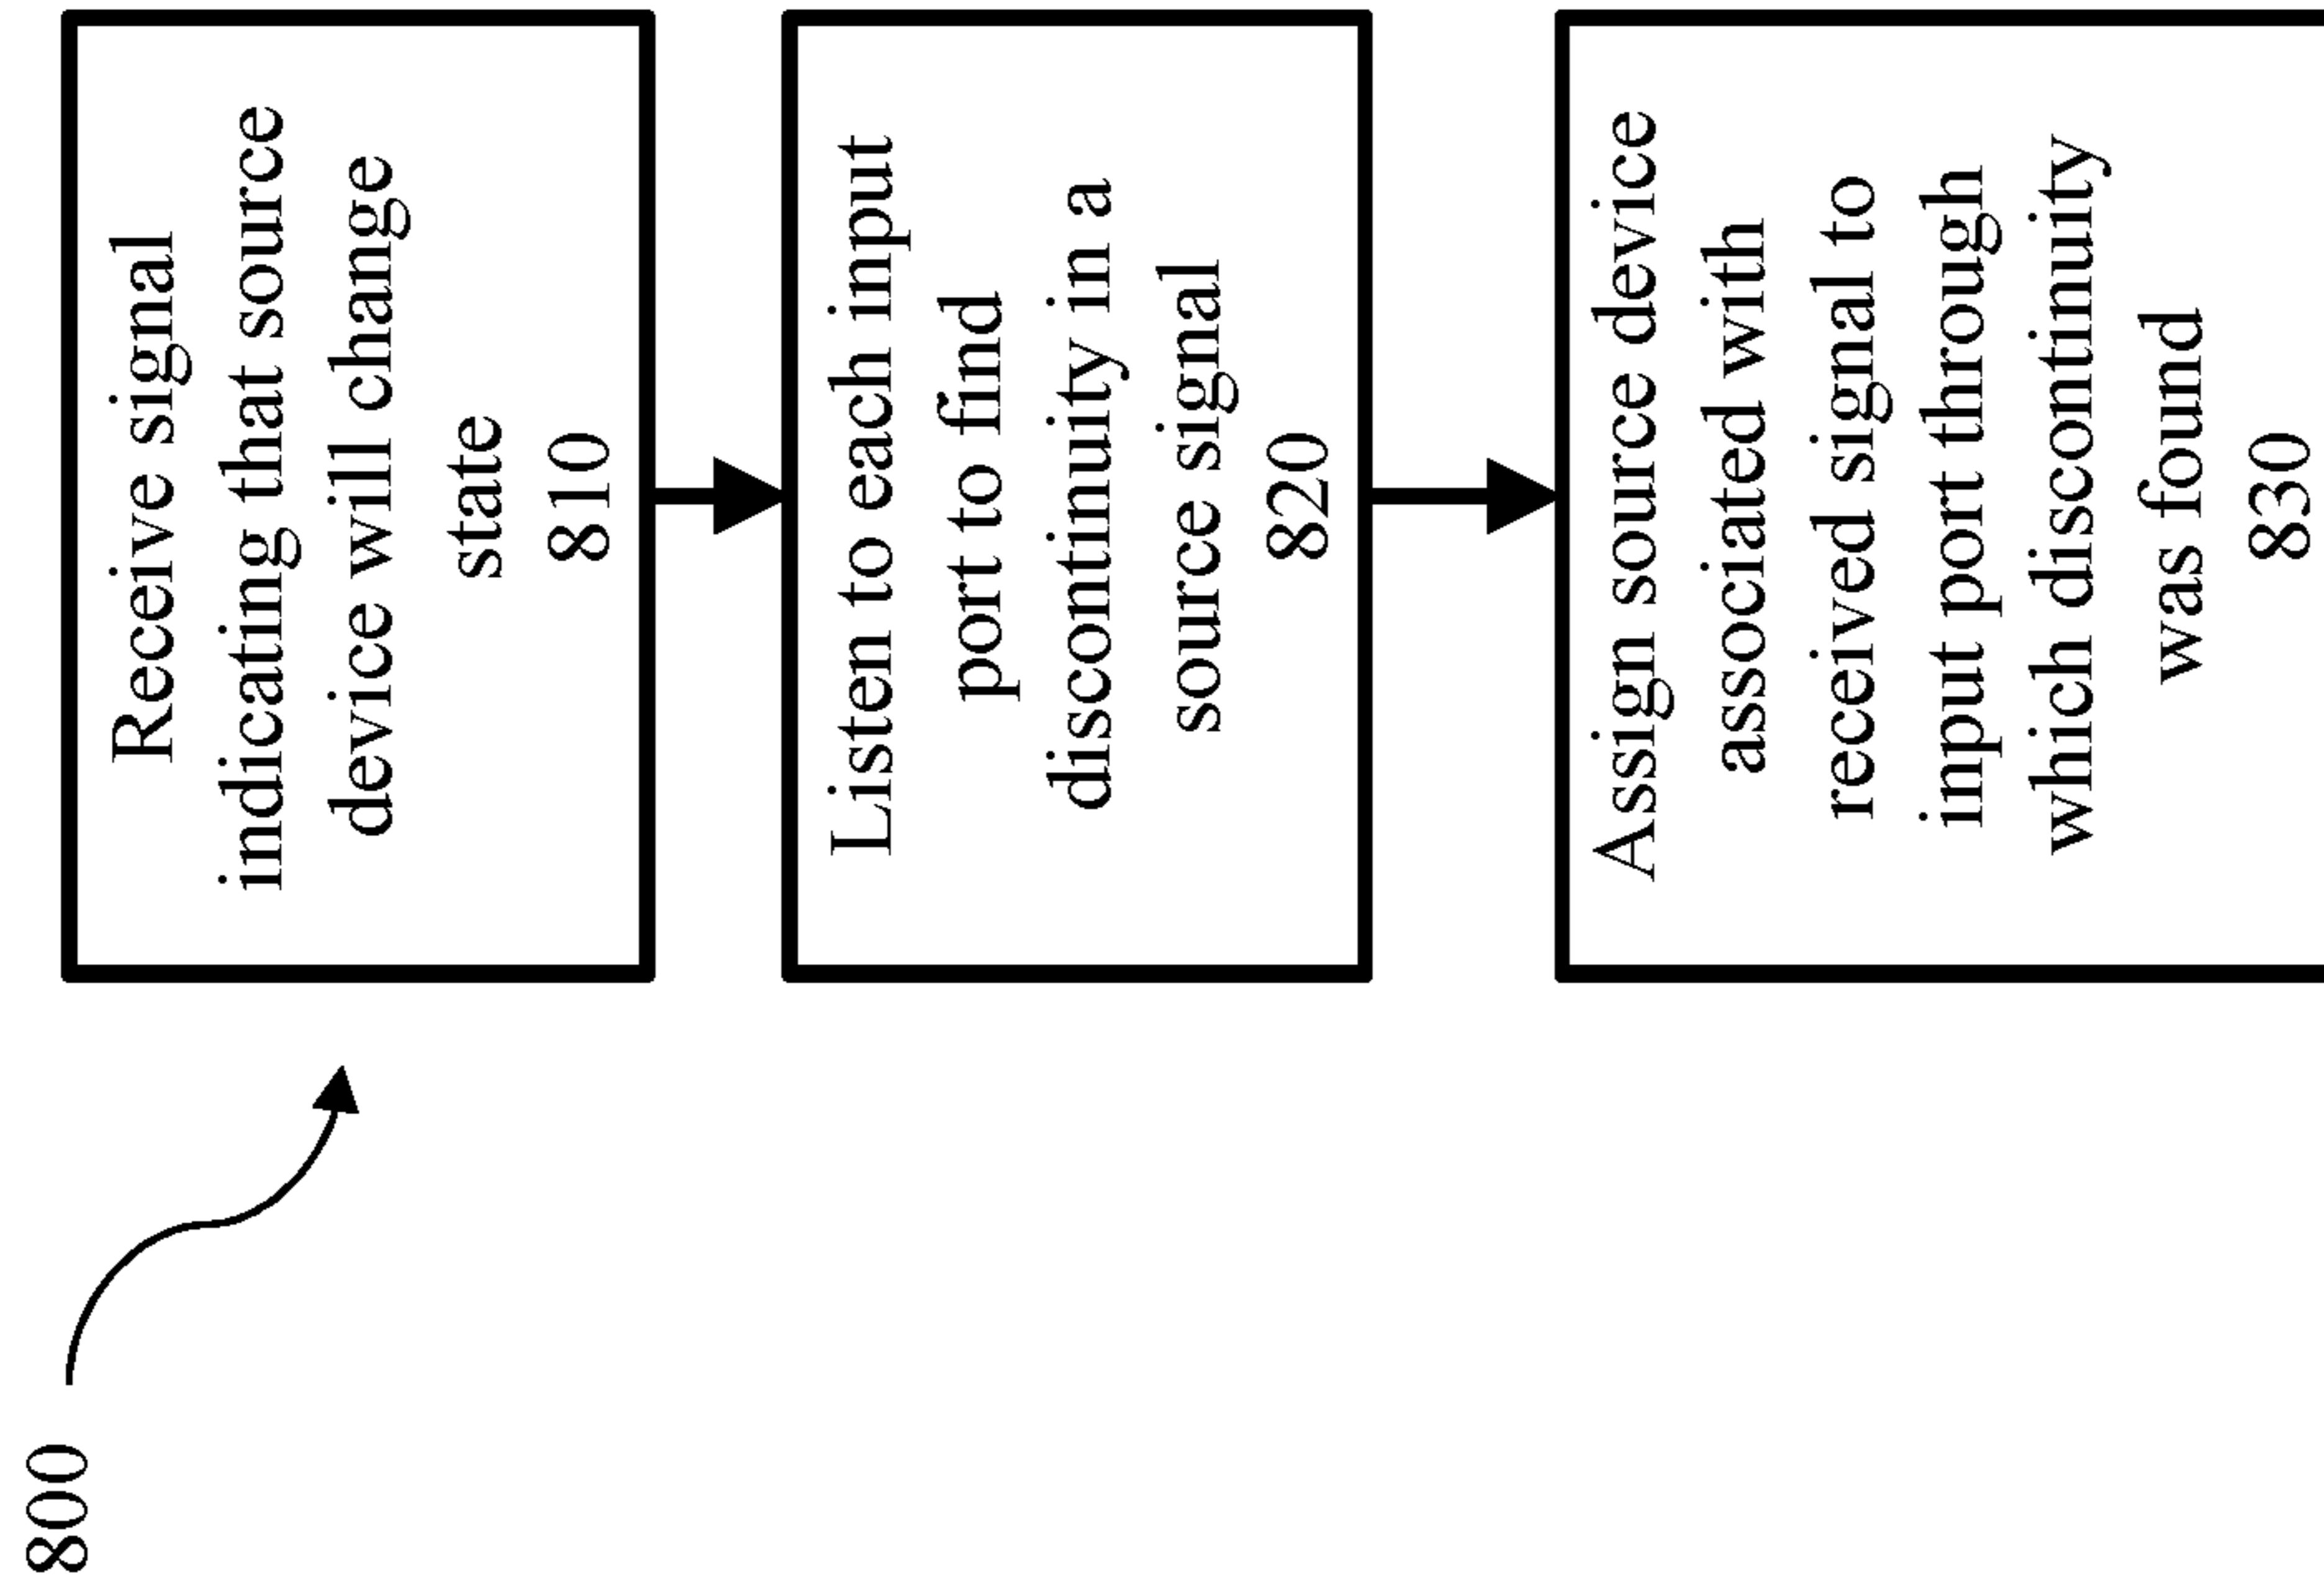 800
Receive signal
indicating that source
device will change
state
810
Listen to each input
port to find
discontinuity in a
source signal
820
Assign source device
associated with
received signal to
input port through
which discontinuity
was found
830